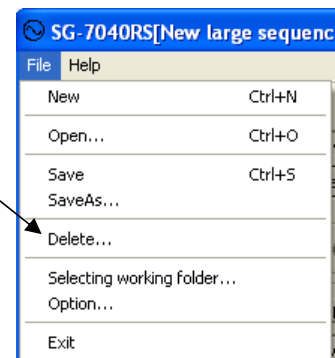 SG-7040RS[New large sequenc
File Help
New Ctrl+N
Open... Ctrl+O
Save Ctrl+S
SaveAs...
Delete...
Selecting working folder...
Option...
Exit